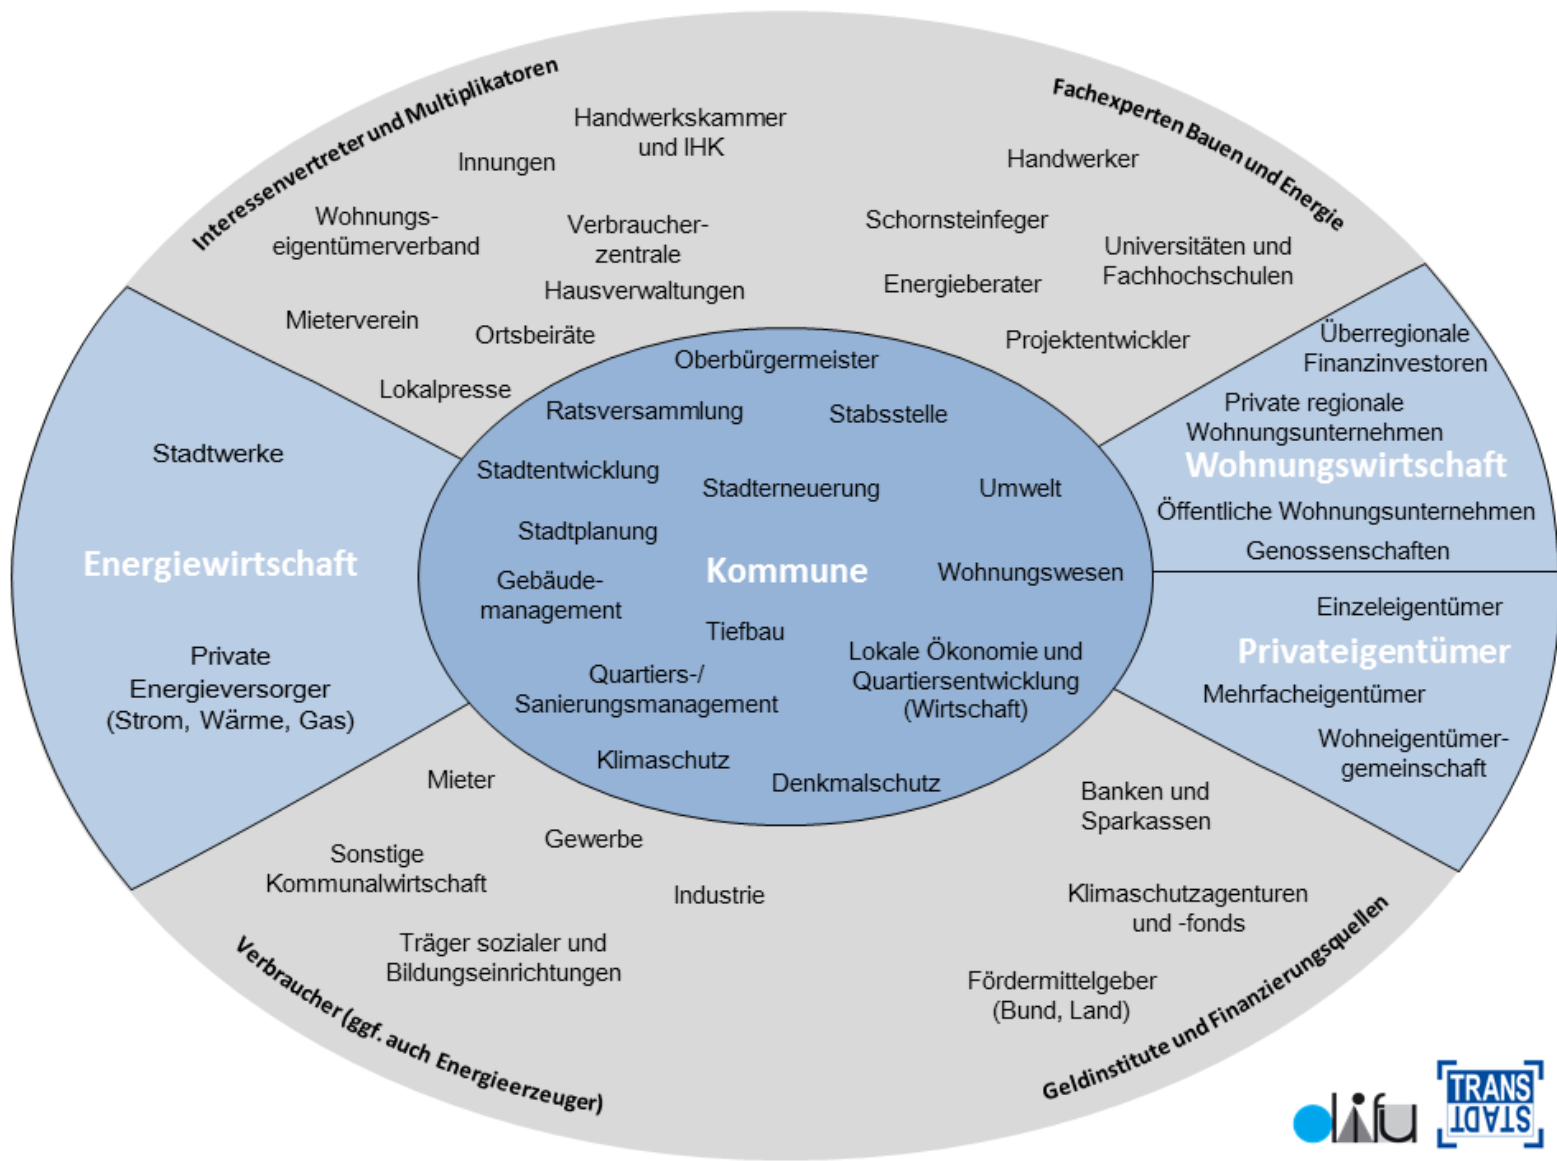 Interessenvertreter und Multiplikatoren
Handwerkskammer
und IHK
Innungen
Wohnungs-
eigentümerverband
Verbraucher-
zentrale
Hausverwaltungen
Mieterverein
Ortsbeiräte
Lokalpresse
Fachexperten Bauen und Energie
Handwerker
Schornsteinfeger
Universitäten und
Fachhochschulen
Energieberater
Projektentwickler
Energiewirtschaft
Stadtwerke
Private
Energieversorger
(Strom, Wärme, Gas)
Kommune
Oberbürgermeister
Ratsversammlung
Stabsstelle
Stadtentwicklung
Stadterneuerung
Umwelt
Stadtplanung
Wohnungswesen
Gebäude-
management
Tiefbau
Lokale Ökonomie und
Quartiersentwicklung
(Wirtschaft)
Quartiers-/
Sanierungsmanagement
Klimaschutz
Denkmalschutz
Überregionale
Finanzinvestoren
Private regionale
Wohnungsunternehmen
Wohnungswirtschaft
Öffentliche Wohnungsunternehmen
Genossenschaften
Einzeleigentümer
Privateigentümer
Mehrfacheigentümer
Wohneigentümer-
gemeinschaft
Mieter
Gewerbe
Sonstige
Kommunalwirtschaft
Industrie
Träger sozialer und
Bildungseinrichtungen
Verbraucher (ggf. auch Energieerzeuger)
Banken und
Sparkassen
Klimaschutzagenturen
und -fonds
Fördermittelgeber
(Bund, Land)
Geldinstitute und Finanzierungsquellen
lifu
TRANS
STADT